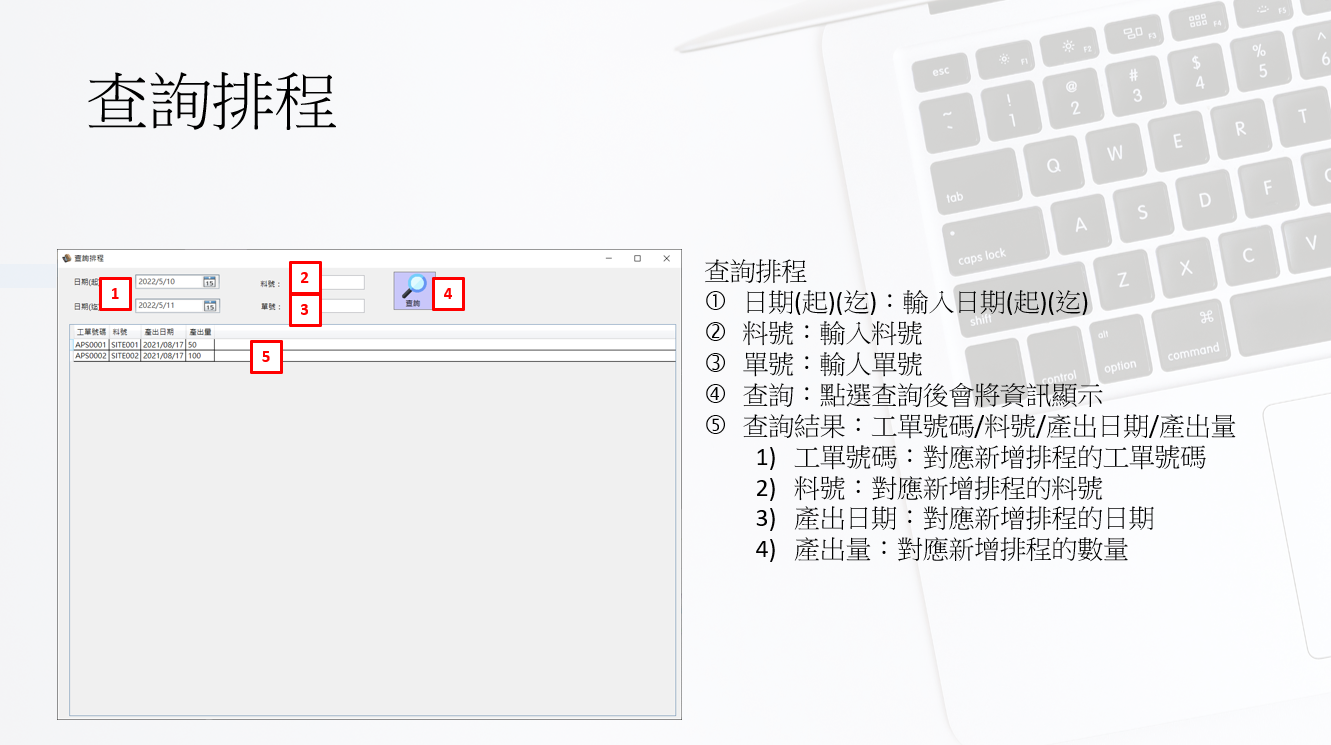 查詢排程
查詢排程
日期(起
2022/5/10
15
1
日期(迄
2022/5/11
15
料號：
2
單號：
3
查詢
4
工單號碼 料號 產出日期 產出量
APS0001 SITE001 2021/08/17 50
APS0002 SITE002 2021/08/17 100
5
查詢排程
① 日期(起)(迄)：輸入日期(起)(迄)
② 料號：輸入料號
③ 單號：輸入單號
④ 查詢：點選查詢後會將資訊顯示
⑤ 查詢結果：工單號碼/料號/產出日期/產出量
1) 工單號碼：對應新增排程的工單號碼
2) 料號：對應新增排程的料號
3) 產出日期：對應新增排程的日期
4) 產出量：對應新增排程的數量
esc F1 F2 F3 F4 F5
~ ! 1 @ 2 # 3 $ 4 % 5 ^ 6
tab Q W E R T
caps lock A S D F
shift Z X C V
control alt option ⌘ command